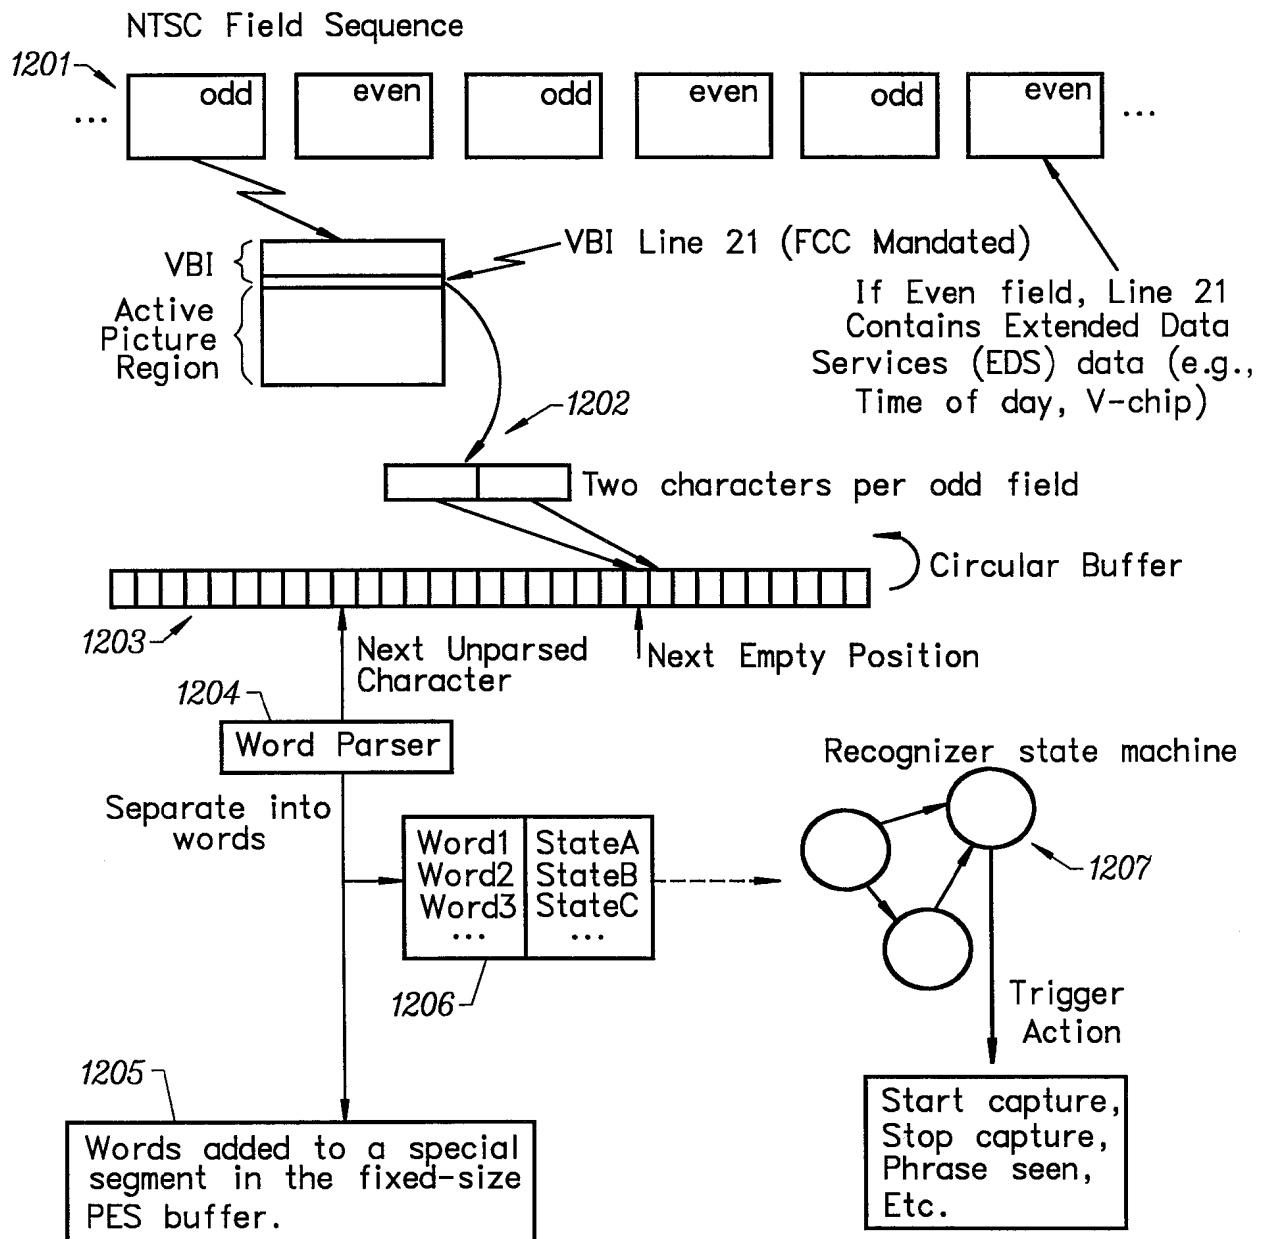 NTSC Field Sequence
1201
... odd even odd even odd even ...
VBI
VBI Line 21 (FCC Mandated)
Active
Picture
Region
If Even field, Line 21
Contains Extended Data
Services (EDS) data (e.g.,
Time of day, V-chip)
1202
Two characters per odd field
Circular Buffer
1203
Next Unparsed
Character
Next Empty Position
1204
Word Parser
Separate into
words
Word1 StateA
Word2 StateB
Word3 StateC
... ...
1206
Recognizer state machine
1207
Trigger
Action
1205
Words added to a special
segment in the fixed-size
PES buffer.
Start capture,
Stop capture,
Phrase seen,
Etc.